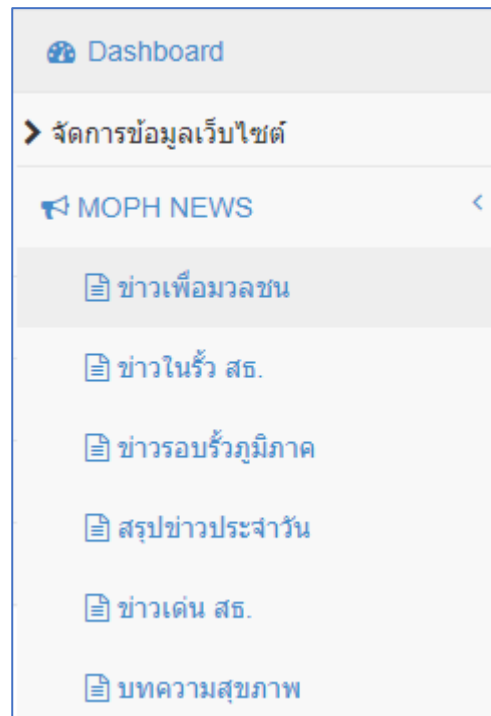 Dashboard
จัดการข้อมูลเว็บไซต์
MOPH NEWS
ข่าวเพื่อมวลชน
ข่าวในรั้ว สธ.
ข่าวรอบรั้วภูมิภาค
สรุปข่าวประจำวัน
ข่าวเด่น สธ.
บทความสุขภาพ